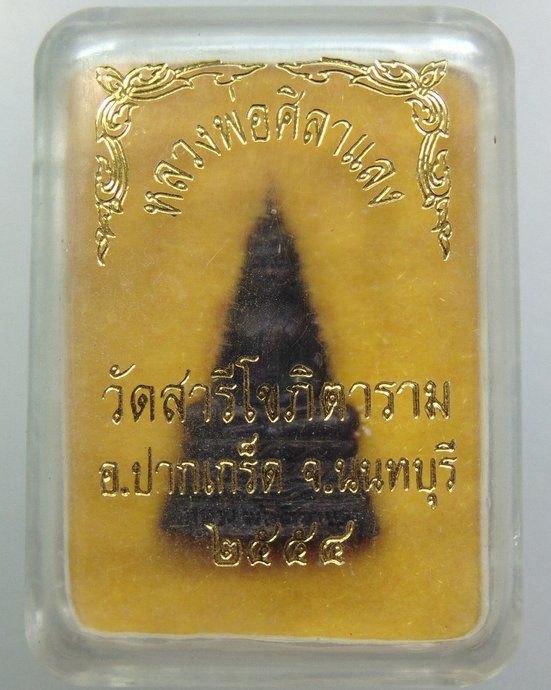 หลวงพ่อศิลาแลง
วัดสารีโขภิตาราม
อ.ปากเกร็ด จ.นนทบุรี
๒๕๕๔